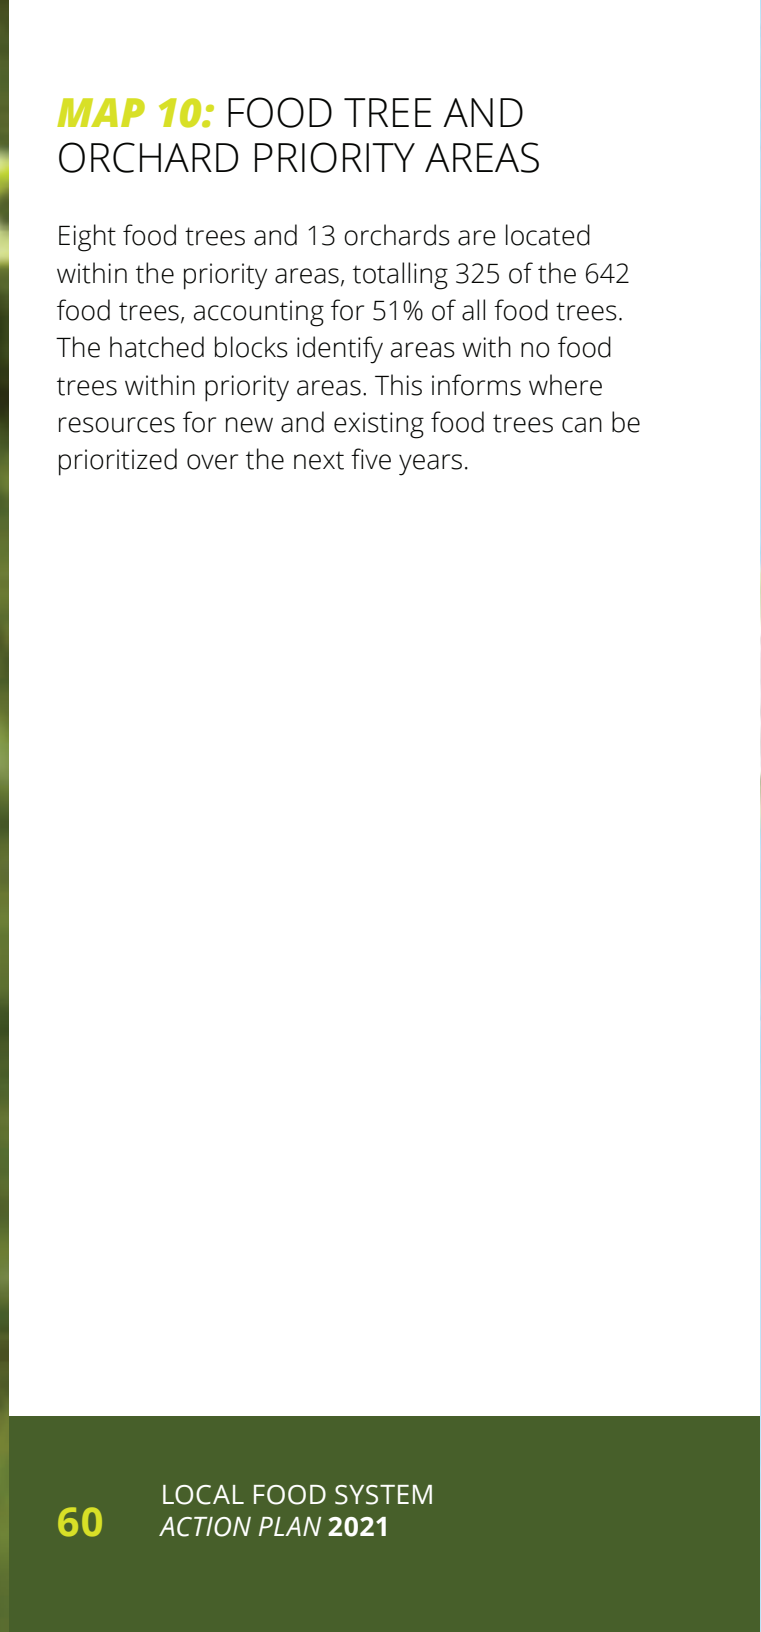 MAP 10: FOOD TREE AND
ORCHARD PRIORITY AREAS
Eight food trees and 13 orchards are located
within the priority areas, totalling 325 of the 642
food trees, accounting for 51% of all food trees.
The hatched blocks identify areas with no food
trees within priority areas. This informs where
resources for new and existing food trees can be
prioritized over the next five years.
60
LOCAL FOOD SYSTEM
ACTION PLAN 2021